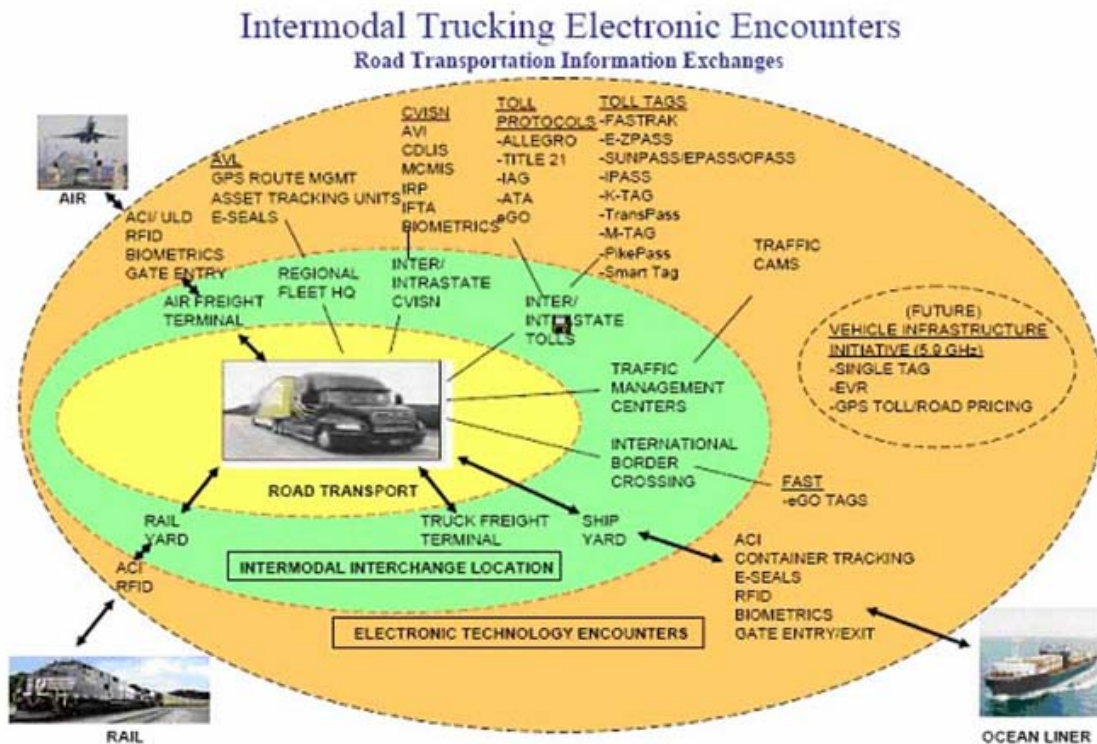 Intermodal Trucking Electronic Encounters
Road Transportation Information Exchanges
AIR
ACI/ ULD
RFID
BIOMETRICS
GATE ENTRY
AVL
GPS ROUTE MGMT
ASSET TRACKING UNITS
E-SEALS
CVISN
AVI
CDLIS
MCMIS
IRP
IFTA
BIOMETRICS
TOLL
PROTOCOLS
-ALLEGRO
-TITLE 21
-IAG
-ATA
eGO
TOLL TAGS
-FASTRAK
-E-ZPASS
-SUNPASS/EPASS/OPASS
-IPASS
-K-TAG
-TransPass
-M-TAG
-PikePass
-Smart Tag
TRAFFIC
CAMS
(FUTURE)
VEHICLE INFRASTRUCTURE
INITIATIVE (5.9 GHz)
-SINGLE TAG
-EVR
-GPS TOLL/ROAD PRICING
AIR FREIGHT
TERMINAL
REGIONAL
FLEET HQ
INTER/
INTRASTATE
CVISN
INTER/
TOLLS
TRAFFIC
MANAGEMENT
CENTERS
INTERNATIONAL
BORDER
CROSSING
FAST
-eGO TAGS
ROAD TRANSPORT
RAIL
YARD
TRUCK FREIGHT
TERMINAL
SHIP
YARD
INTERMODAL INTERCHANGE LOCATION
ACI
RFID
ACI
CONTAINER TRACKING
E-SEALS
RFID
BIOMETRICS
GATE ENTRY/EXIT
ELECTRONIC TECHNOLOGY ENCOUNTERS
RAIL
OCEAN LINER